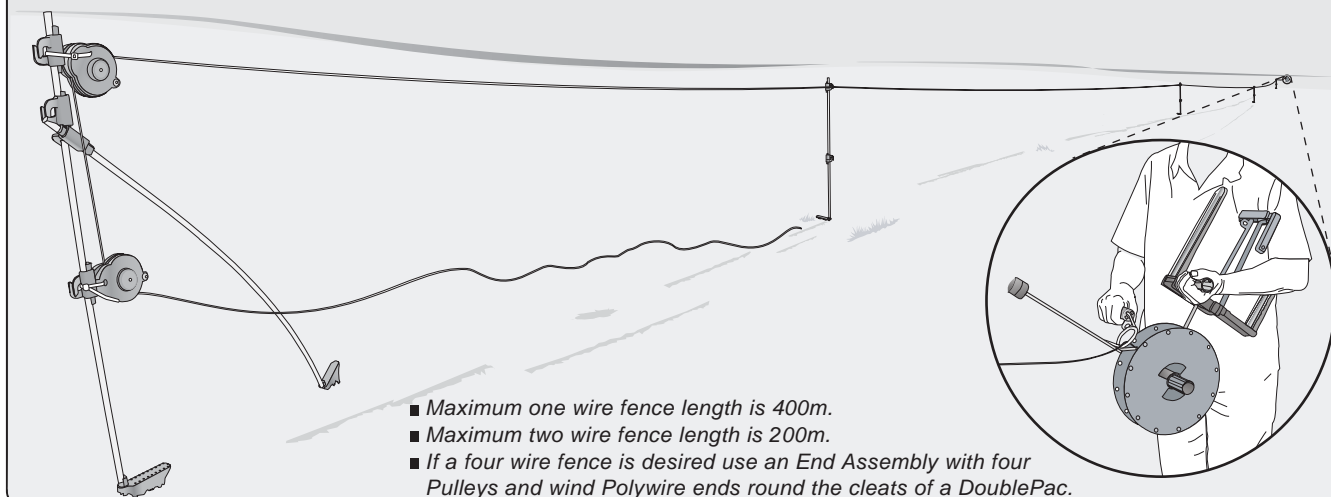 ■ Maximum one wire fence length is 400m.
■ Maximum two wire fence length is 200m.
■ If a four wire fence is desired use an End Assembly with four
Pulleys and wind Polywire ends round the cleats of a DoublePac.